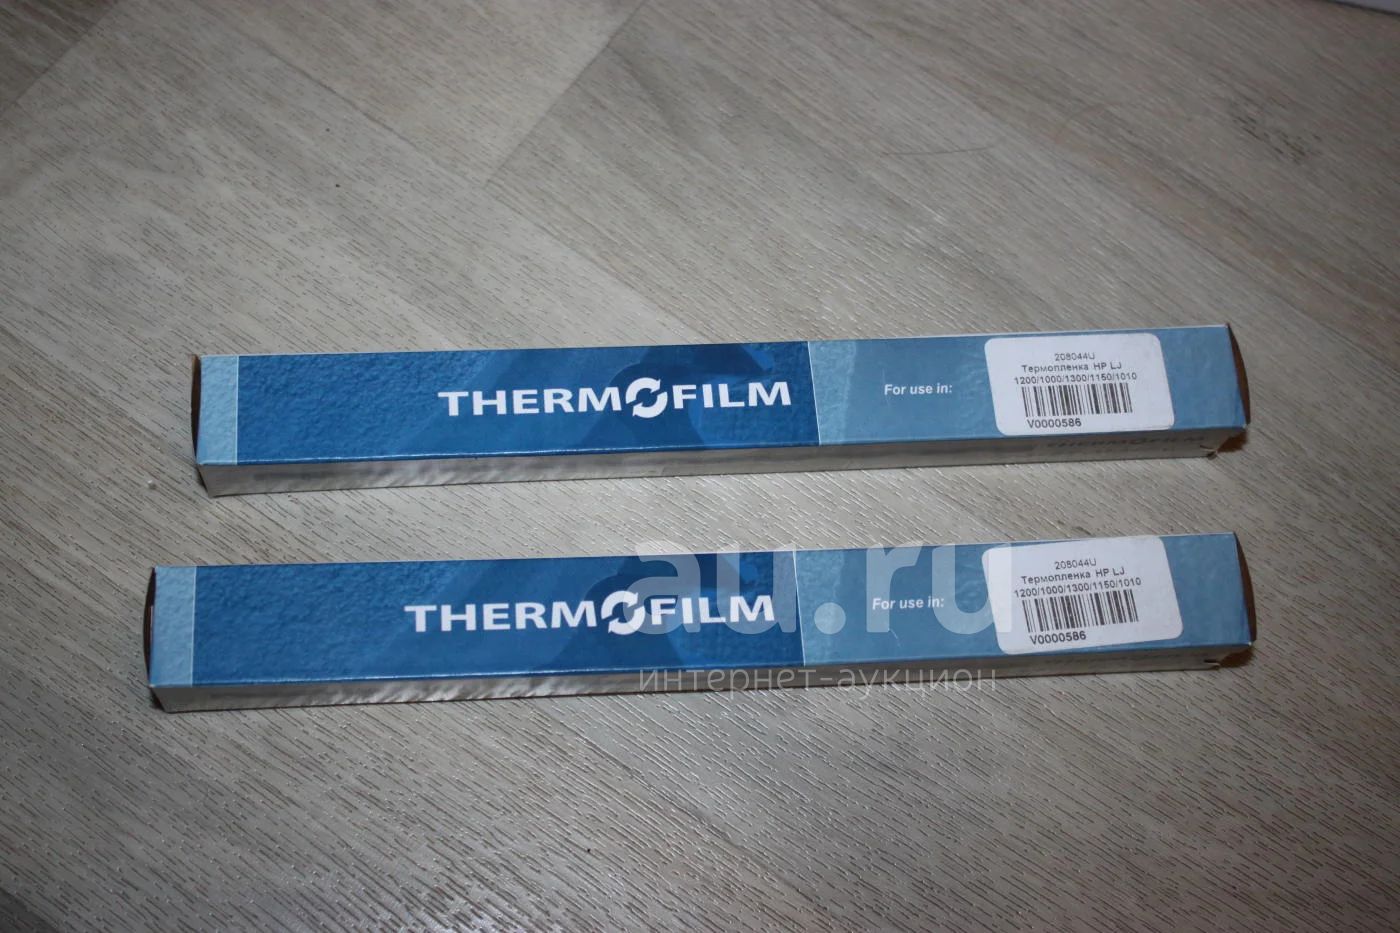 THERMOFILM
For use in:
208044U
Термопленка HP LJ
1200/1000/1300/1150/1010
V0000586
THERMOFILM
THERMOFILM
For use in:
208044U
Термопленка HP LJ
1200/1000/1300/1150/1010
V0000586
au.ru
интернет-аукцион